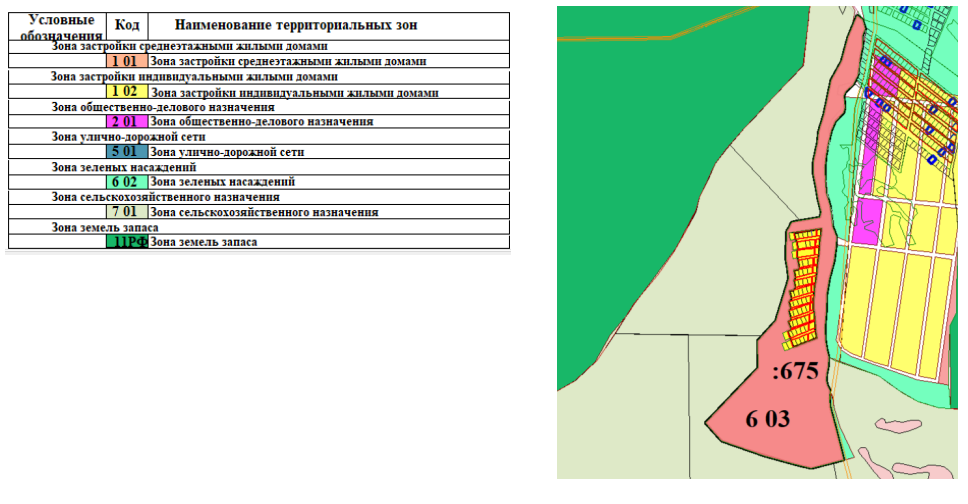 Условные обозначения Код Наименование территориальных зон
Зона застройки среднеэтажными жилыми домами
1 01 Зона застройки среднеэтажными жилыми домами
Зона застройки индивидуальными жилыми домами
1 02 Зона застройки индивидуальными жилыми домами
Зона общественно-делового назначения
2 01 Зона общественно-делового назначения
Зона улично-дорожной сети
5 01 Зона улично-дорожной сети
Зона зеленых насаждений
6 02 Зона зеленых насаждений
Зона сельскохозяйственного назначения
7 01 Зона сельскохозяйственного назначения
Зона земель запаса
11РФ Зона земель запаса
:675
6 03